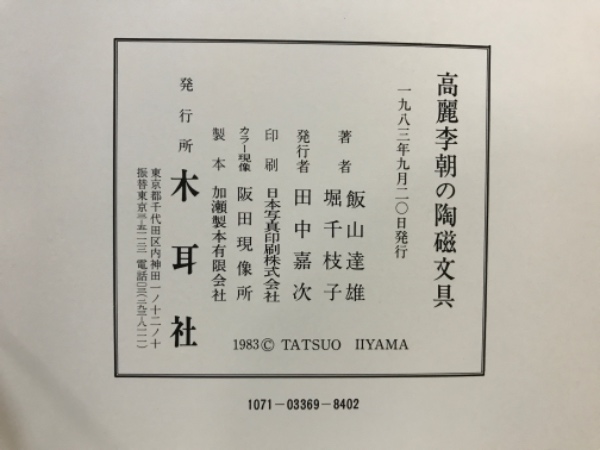 高麗李朝の陶磁文具
一九八三年九月二〇日発行
著者 飯山達雄
堀千枝子
発行者 田中嘉次
印刷 日本写真印刷株式会社
カラー現像 阪田現像所
製本 加瀬製本有限会社
発行所 木耳社
東京都千代田区内神田一ノ十二ノ十
1983© TATSUO IIYAMA
1071-03369-8402